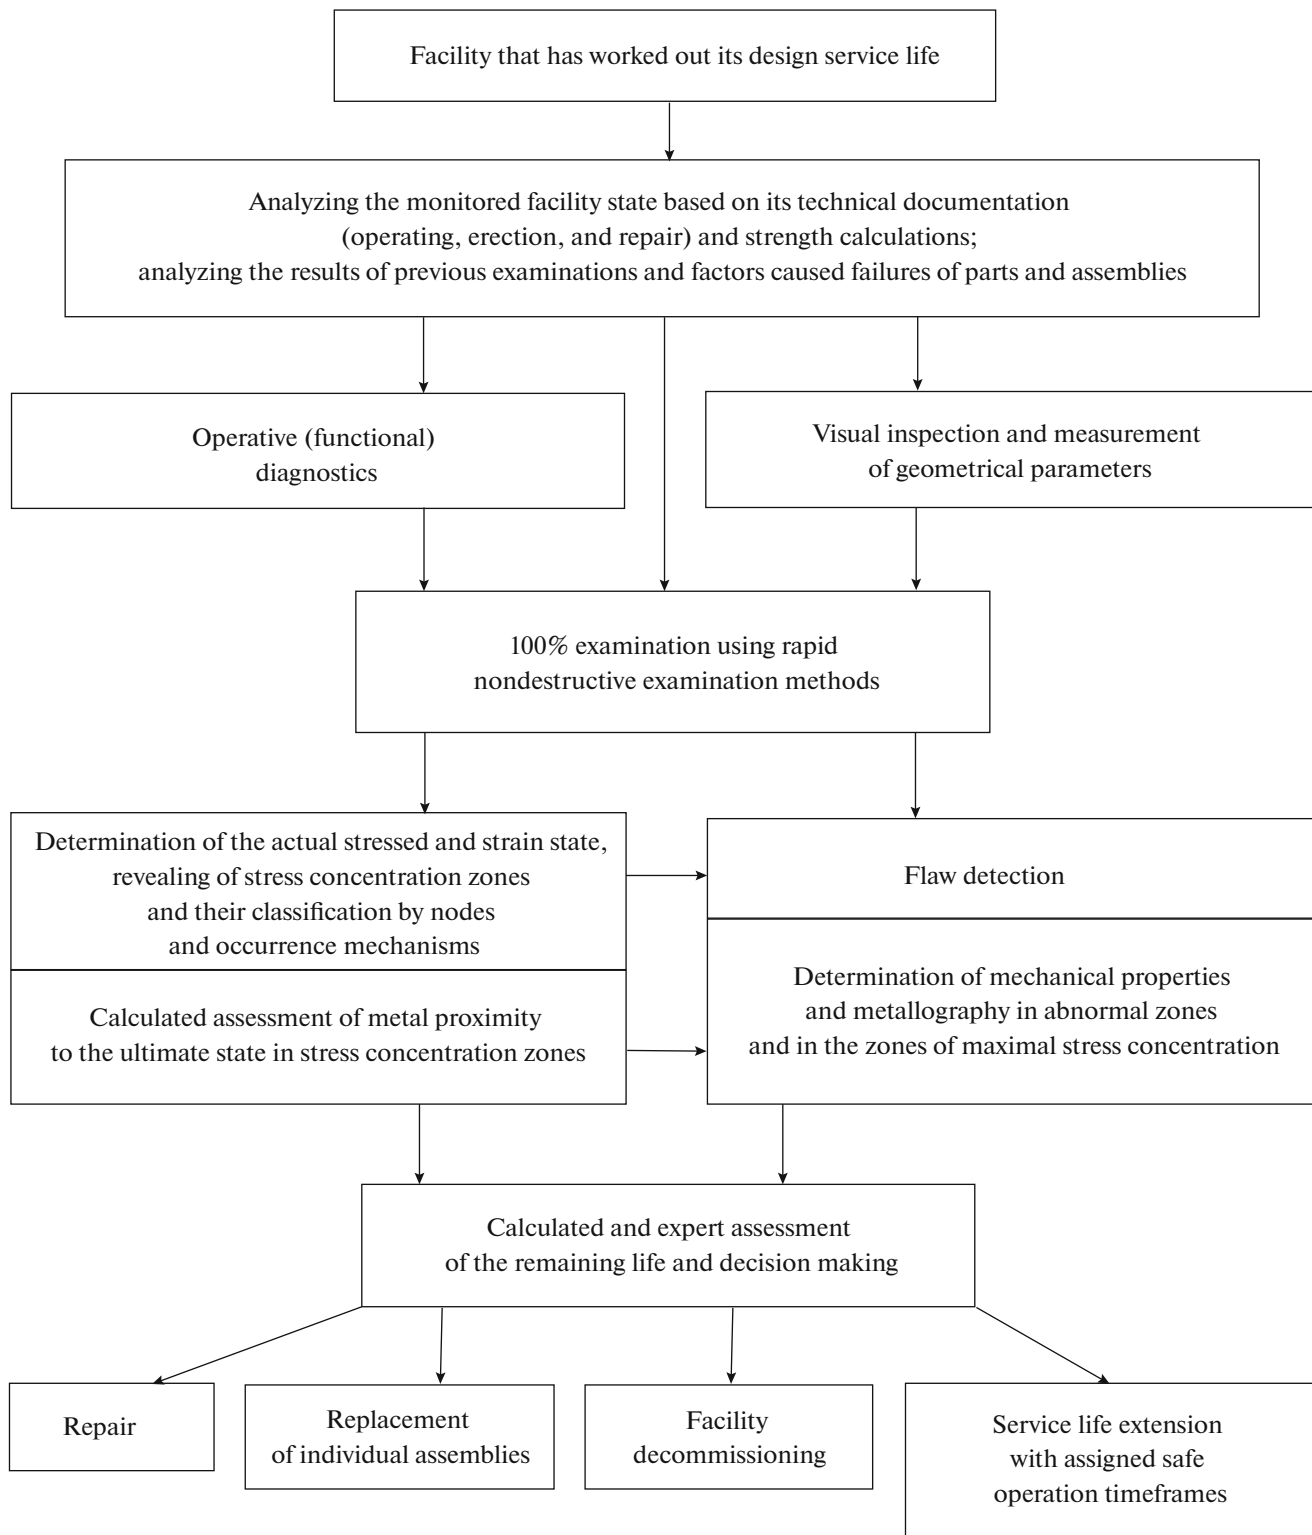 Facility that has worked out its design service life
Analyzing the monitored facility state based on its technical documentation
(operating, erection, and repair) and strength calculations;
analyzing the results of previous examinations and factors caused failures of parts and assemblies
Operative (functional)
diagnostics
Visual inspection and measurement
of geometrical parameters
100% examination using rapid
nondestructive examination methods
Determination of the actual stressed and strain state,
revealing of stress concentration zones
and their classification by nodes
and occurrence mechanisms
Flaw detection
Calculated assessment of metal proximity
to the ultimate state in stress concentration zones
Determination of mechanical properties
and metallography in abnormal zones
and in the zones of maximal stress concentration
Calculated and expert assessment
of the remaining life and decision making
Repair
Replacement
of individual assemblies
Facility
decommissioning
Service life extension
with assigned safe
operation timeframes